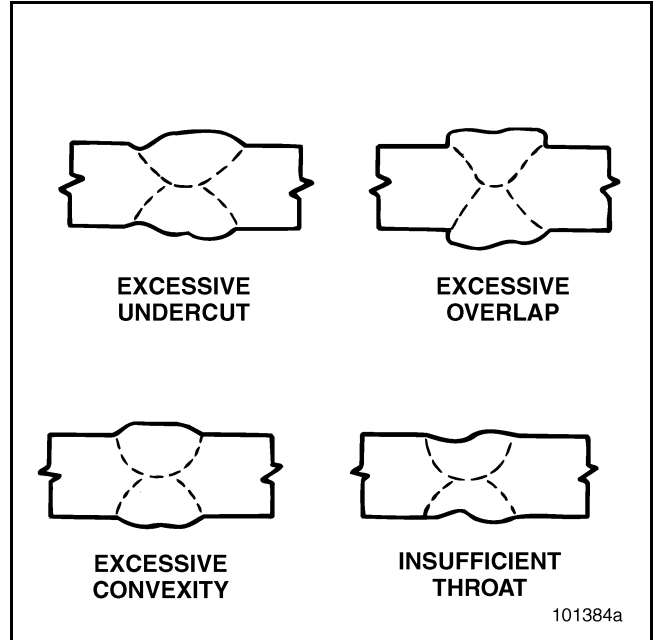 EXCESSIVE
UNDERCUT
EXCESSIVE
OVERLAP
EXCESSIVE
CONVEXITY
INSUFFICIENT
THROAT
101384a